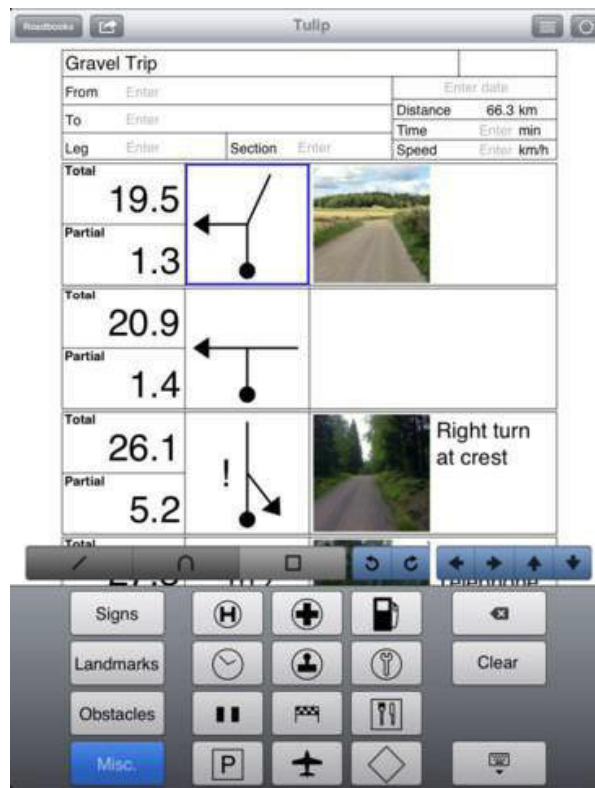 Roadbooks
Tulip
Gravel Trip
From Enter
Enter date
To Enter
Distance 66.3 km
Time Enter min
Leg Enter Section Enter
Speed Enter km/h
Total
19.5
Partial
1.3
Total
20.9
Partial
1.4
Total
26.1
Partial
5.2
!
Right turn
at crest
Total
Telephone
Signs
H
Landmarks
Clear
Obstacles
Misc.
P